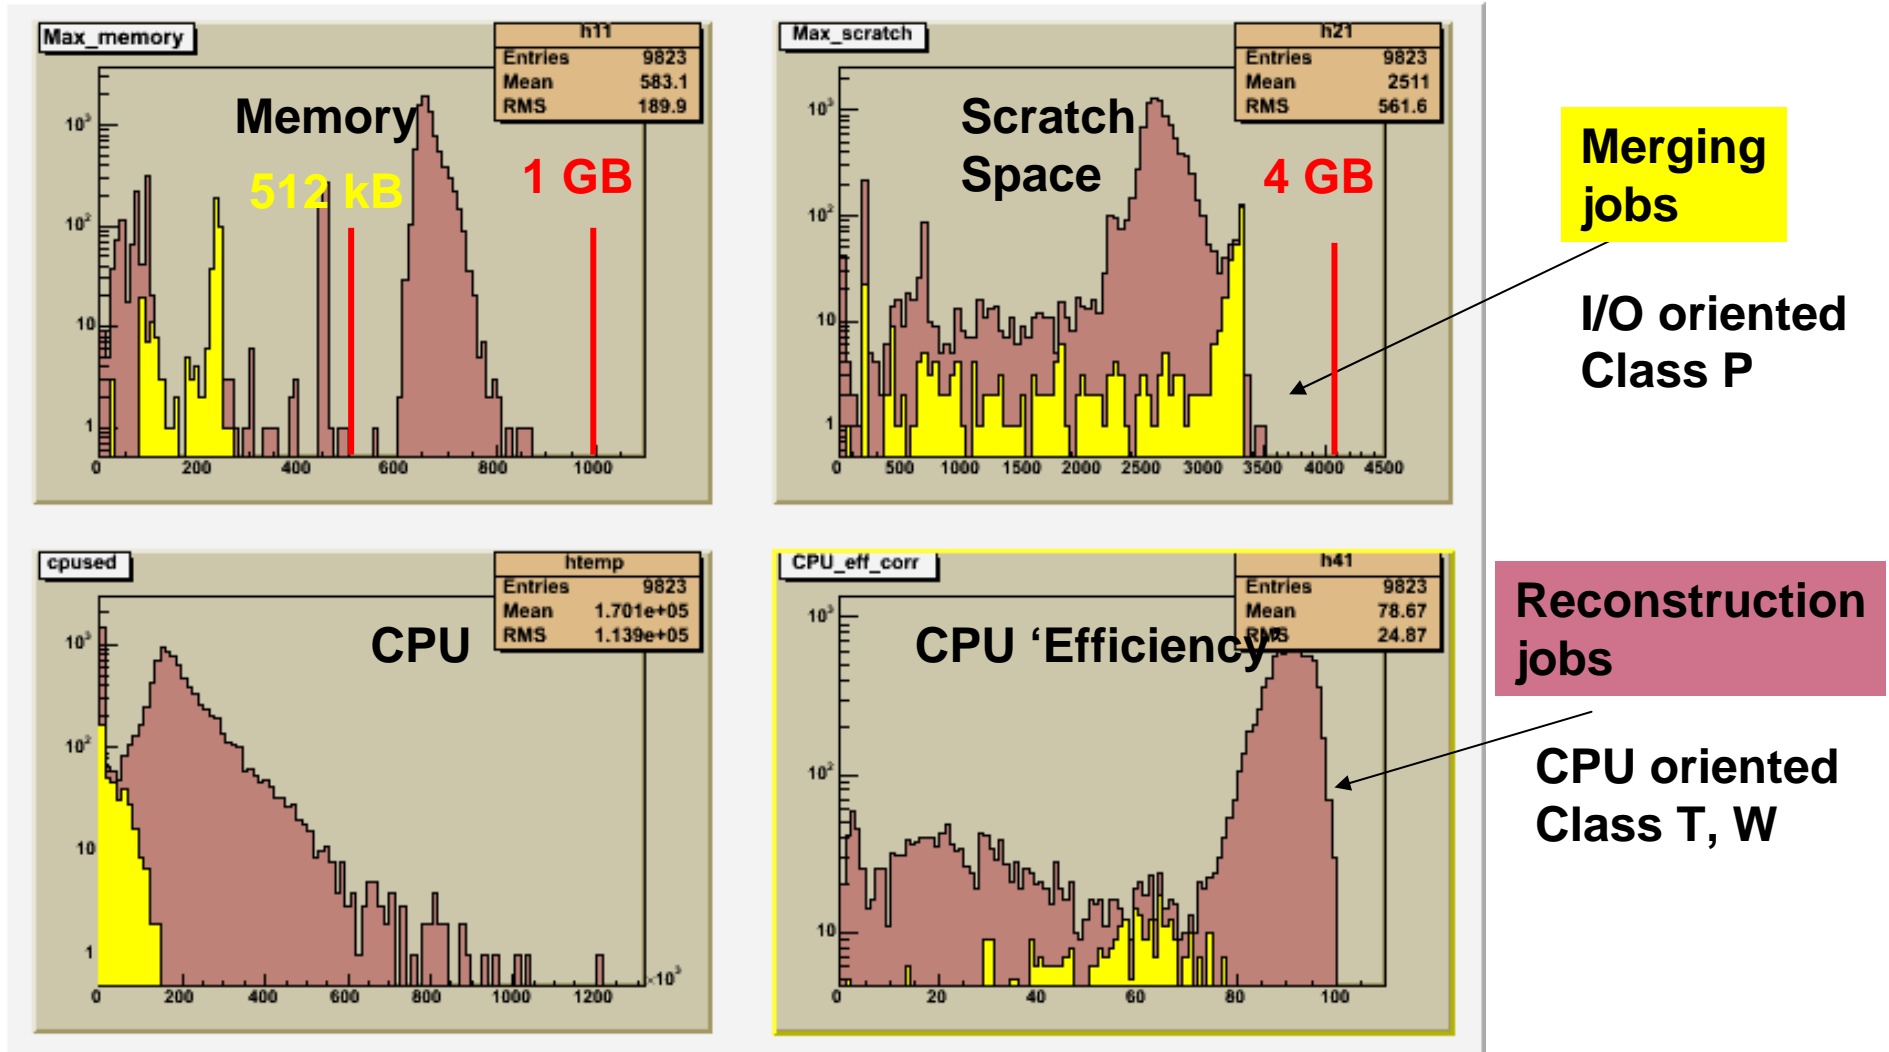 Max_memory
h11
Entries 9823
Mean 583.1
RMS 189.9
Memory
512 kB
1 GB
10³
10²
10
1
0 200 400 600 800 1000
Max_scratch
h21
Entries 9823
Mean 2511
RMS 561.6
Scratch
Space
4 GB
10³
10²
10
1
0 500 1000 1500 2000 2500 3000 3500 4000 4500
Merging
jobs
I/O oriented
Class P
cpused
htemp
Entries 9823
Mean 1.701e+05
RMS 1.139e+05
CPU
10³
10²
10
1
0 200 400 600 800 1000 1200
×10³
CPU_eff_corr
h41
Entries 9823
Mean 78.67
RMS 24.87
CPU ‘Efficiency’
10³
10²
10
0 20 40 60 80 100
Reconstruction
jobs
CPU oriented
Class T, W